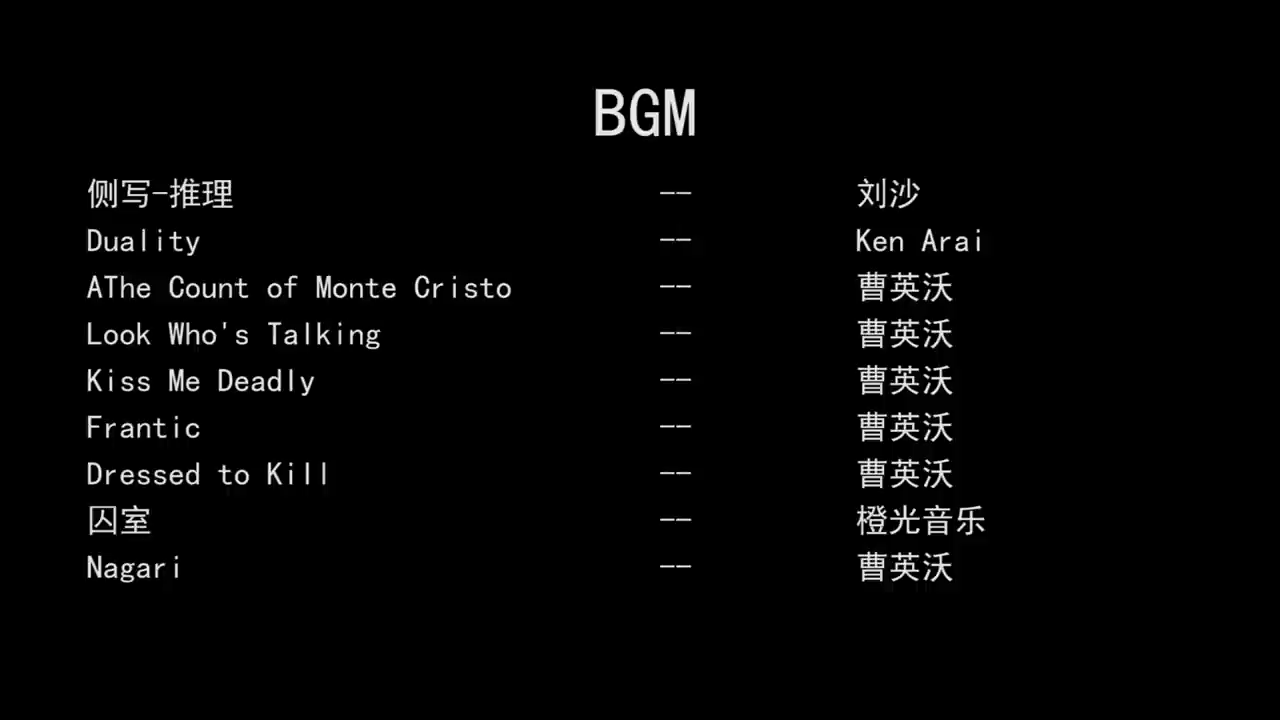 BGM
侧写-推理 -- 刘沙
Duality -- Ken Arai
AThe Count of Monte Cristo -- 曹英沃
Look Who's Talking -- 曹英沃
Kiss Me Deadly -- 曹英沃
Frantic -- 曹英沃
Dressed to Kill -- 曹英沃
囚室 -- 橙光音乐
Nagari -- 曹英沃